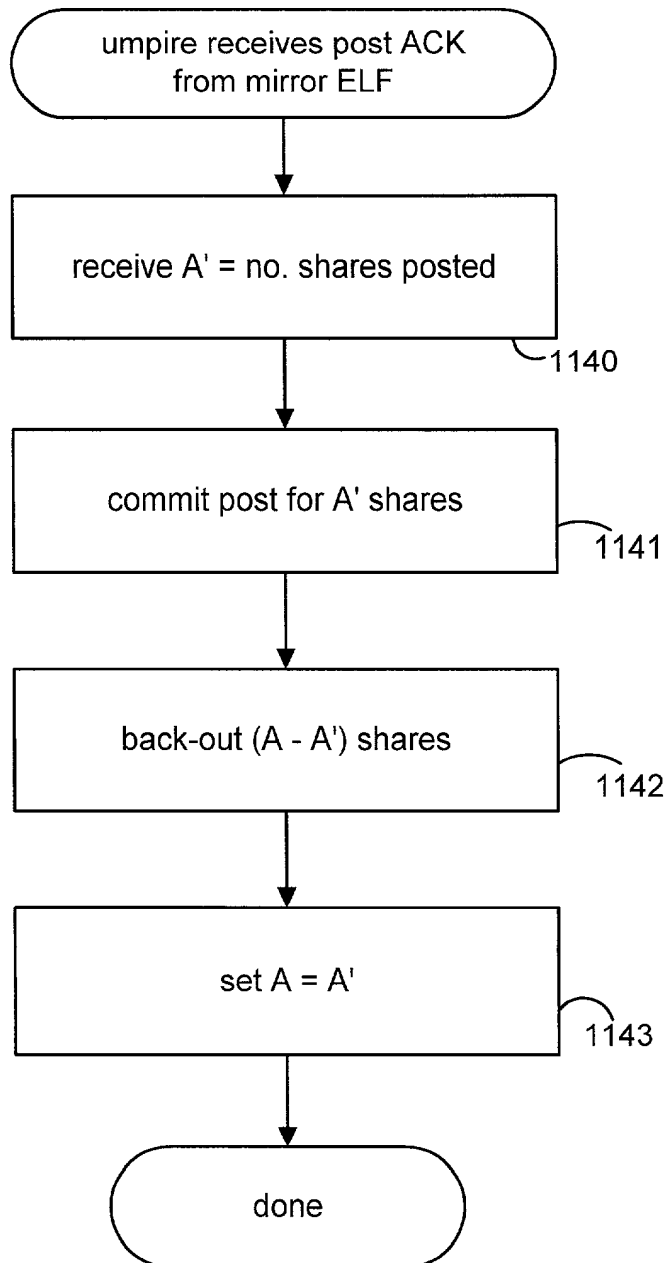 umpire receives post ACK
from mirror ELF
receive A' = no. shares posted
1140
commit post for A' shares
1141
back-out (A - A') shares
1142
set A = A'
1143
done